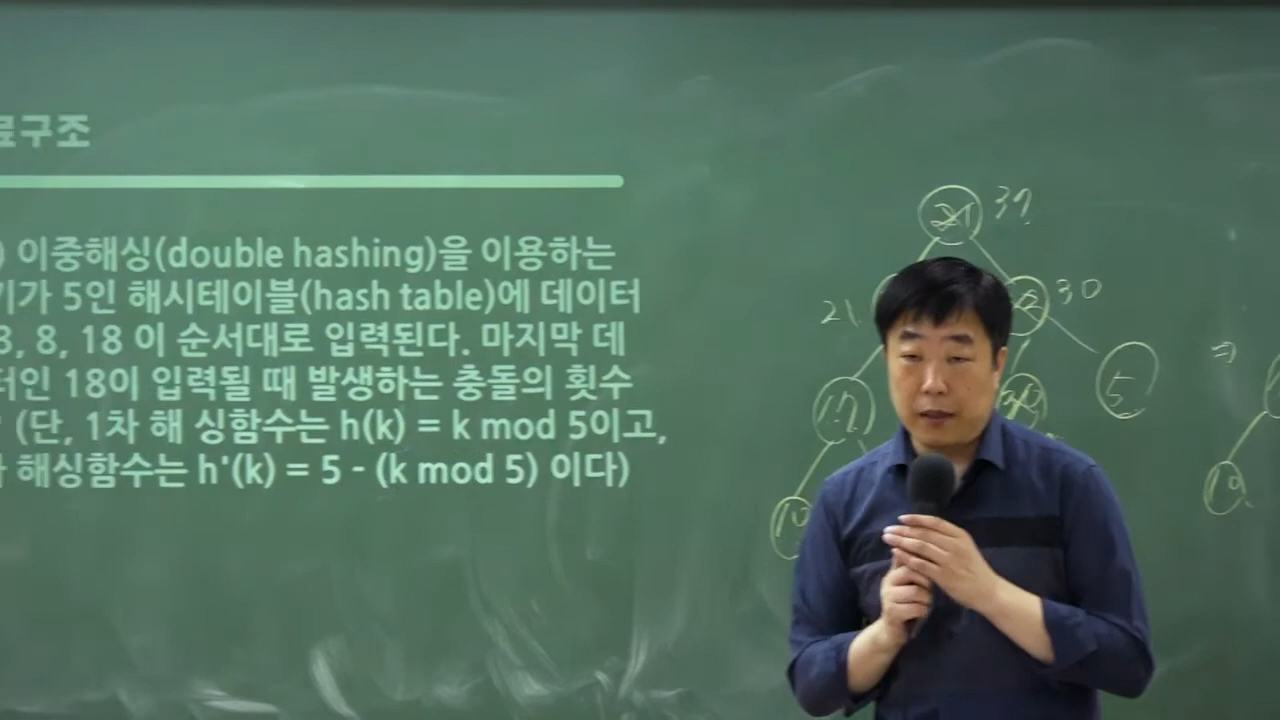 료구조
) 이중해싱(double hashing)을 이용하는
기가 5인 해시테이블(hash table)에 데이터
3, 8, 18 이 순서대로 입력된다. 마지막 데
터인 18이 입력될 때 발생하는 충돌의 횟수
(단, 1차 해 싱함수는 h(k) = k mod 5이고,
해싱함수는 h'(k) = 5 - (k mod 5) 이다)
21 37
21
30
17
5
10
19